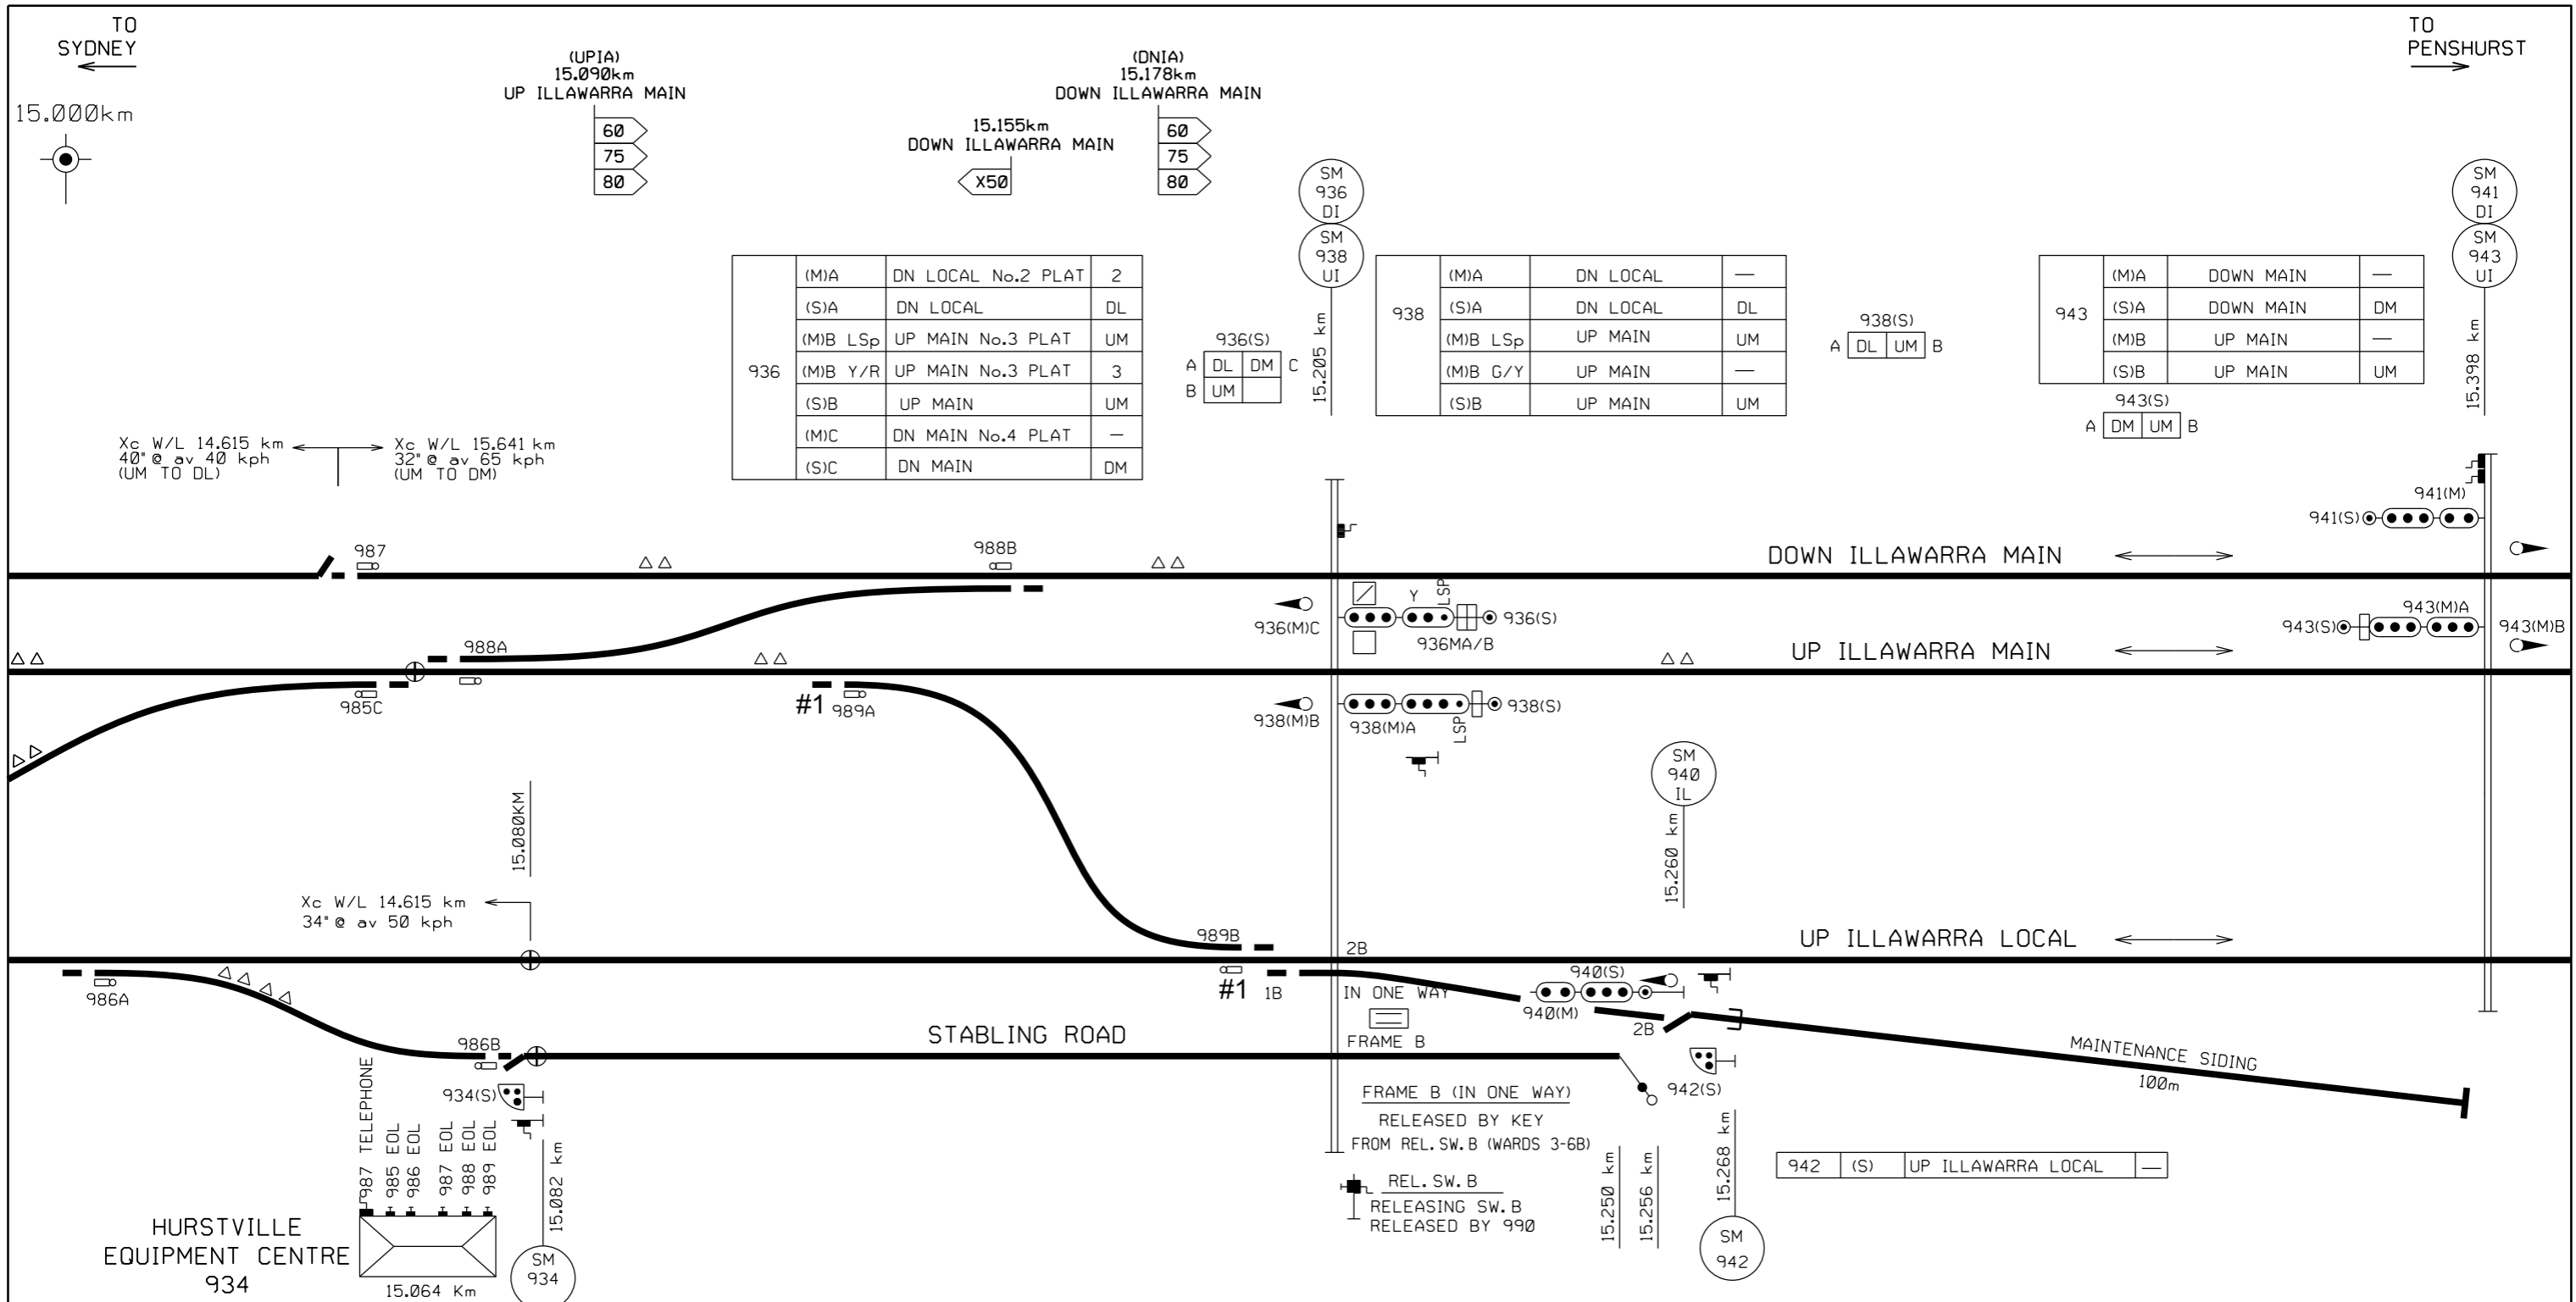 TO
SYDNEY
15.000km
(UPIA)
15.090km
UP ILLAWARRA MAIN
60
75
80
15.155km
DOWN ILLAWARRA MAIN
X50
(DNIA)
15.178km
DOWN ILLAWARRA MAIN
60
75
80
TO
PENSHURST
SM
936
DI
SM
938
UI
15.205 km
SM
941
DI
SM
943
UI
15.398 km
936
(M)A DN LOCAL No.2 PLAT 2
(S)A DN LOCAL DL
(M)B LSp UP MAIN No.3 PLAT UM
(M)B Y/R UP MAIN No.3 PLAT 3
(S)B UP MAIN UM
(M)C DN MAIN No.4 PLAT —
(S)C DN MAIN DM
936(S)
A DL DM C
B UM
938
(M)A DN LOCAL —
(S)A DN LOCAL DL
(M)B LSp UP MAIN UM
(M)B G/Y UP MAIN —
(S)B UP MAIN UM
938(S)
A DL UM B
943
(M)A DOWN MAIN —
(S)A DOWN MAIN DM
(M)B UP MAIN —
(S)B UP MAIN UM
943(S)
A DM UM B
Xc W/L 14.615 km
40" @ av 40 kph
(UM TO DL)
Xc W/L 15.641 km
32" @ av 65 kph
(UM TO DM)
941(M)
941(S)
987
988B
DOWN ILLAWARRA MAIN
Y
LSP
936(M)C
936(S)
936MA/B
943(M)A
943(S)
943(M)B
988A
UP ILLAWARRA MAIN
985C
#1
989A
938(M)B
938(M)A
LSP
938(S)
SM
940
IL
15.260 km
15.080KM
Xc W/L 14.615 km
34" @ av 50 kph
989B
2B
UP ILLAWARRA LOCAL
986A
#1
1B
IN ONE WAY
940(S)
940(M)
2B
FRAME B
986B
STABLING ROAD
MAINTENANCE SIDING
100m
934(S)
942(S)
FRAME B (IN ONE WAY)
RELEASED BY KEY
FROM REL.SW.B (WARDS 3-6B)
REL.SW.B
RELEASING SW.B
RELEASED BY 990
15.250 km
15.256 km
15.268 km
SM
942
942 (S) UP ILLAWARRA LOCAL —
987 TELEPHONE
985 EOL
986 EOL
987 EOL
988 EOL
989 EOL
15.082 km
SM
934
HURSTVILLE
EQUIPMENT CENTRE
934
15.064 Km